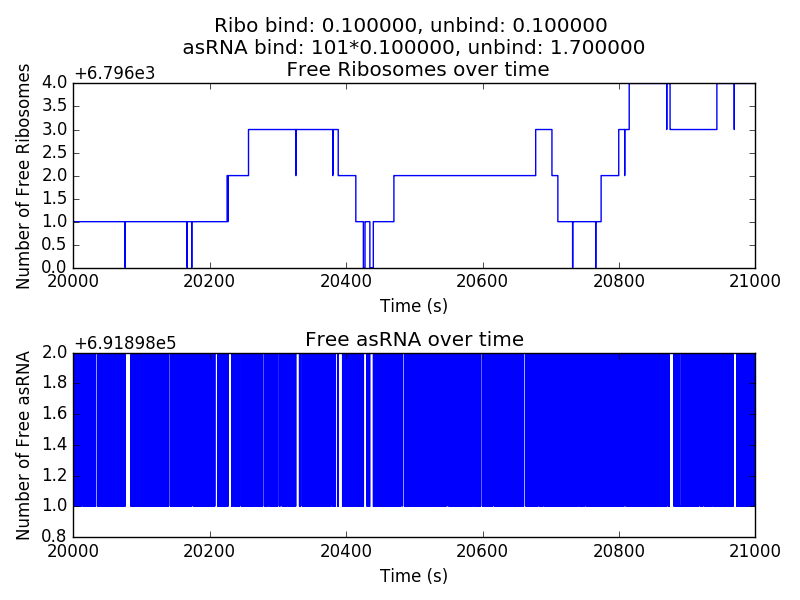 Ribo bind: 0.100000, unbind: 0.100000
asRNA bind: 101*0.100000, unbind: 1.700000
Free Ribosomes over time
+6.796e3
4.0
3.5
3.0
2.5
2.0
1.5
1.0
0.5
0.0
Number of Free Ribosomes
20000 20200 20400 20600 20800 21000
Time (s)
Free asRNA over time
+6.91898e5
2.0
1.8
1.6
1.4
1.2
1.0
0.8
Number of Free asRNA
20000 20200 20400 20600 20800 21000
Time (s)